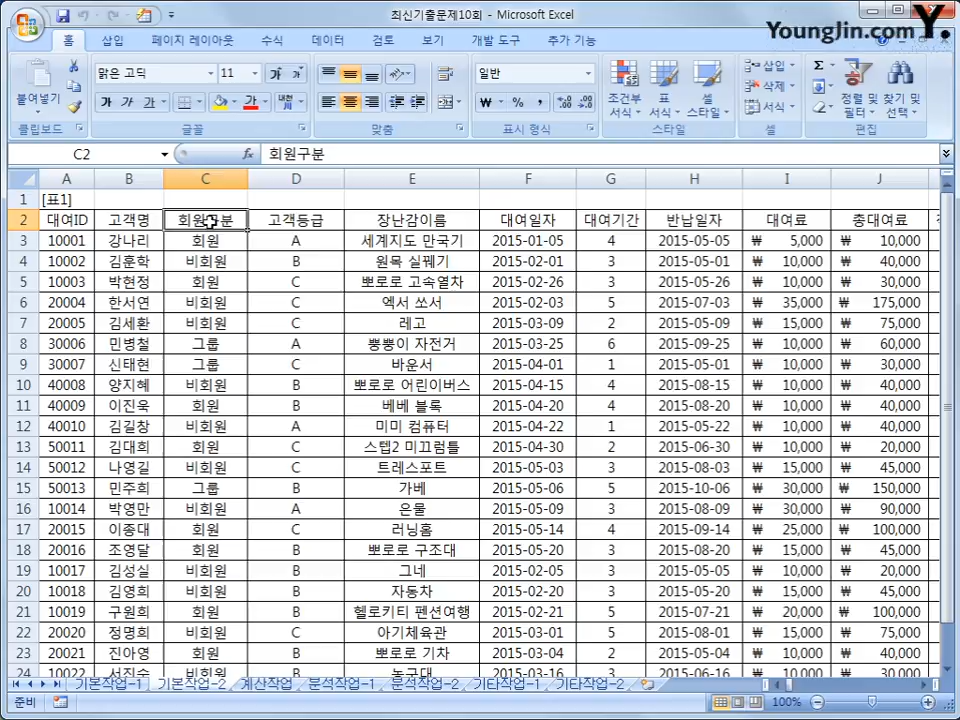 최신기출문제10회 - Microsoft Excel
YoungJin.com Y.
홈 삽입 페이지 레이아웃 수식 데이터 검토 보기 개발 도구 추가 기능
붙여넣기
맑은 고딕 11
가 가 가
일반
% ,
조건부 서식 표 서식 셀 스타일
삽입
삭제
서식
Σ
정렬 및 필터 찾기 및 선택
클립보드 글꼴 맞춤 표시 형식 스타일 셀 편집
C2 fx 회원구분
A B C D E F G H I J
1 [표1]
2 대여ID 고객명 회원구분 고객등급 장난감이름 대여일자 대여기간 반납일자 대여료 총대여료
3 10001 강나리 회원 A 세계지도 만국기 2015-01-05 4 2015-05-05 ₩ 5,000 ₩ 10,000
4 10002 김훈학 비회원 B 원목 실꿰기 2015-02-01 3 2015-05-01 ₩ 10,000 ₩ 40,000
5 10003 박현정 회원 C 뽀로로 고속열차 2015-02-26 3 2015-05-26 ₩ 10,000 ₩ 30,000
6 20004 한서연 비회원 C 엑서 쏘서 2015-02-03 5 2015-07-03 ₩ 35,000 ₩ 175,000
7 20005 김세환 비회원 C 레고 2015-03-09 2 2015-05-09 ₩ 15,000 ₩ 75,000
8 30006 민병철 그룹 A 뿡뿡이 자전거 2015-03-25 6 2015-09-25 ₩ 10,000 ₩ 60,000
9 30007 신태현 그룹 C 바운서 2015-04-01 1 2015-05-01 ₩ 10,000 ₩ 30,000
10 40008 양지혜 비회원 B 뽀로로 어린이버스 2015-04-15 4 2015-08-15 ₩ 10,000 ₩ 40,000
11 40009 이진욱 회원 B 베베 블록 2015-04-20 4 2015-08-20 ₩ 10,000 ₩ 40,000
12 40010 김길창 비회원 A 미미 컴퓨터 2015-04-22 1 2015-05-22 ₩ 10,000 ₩ 40,000
13 50011 김대희 회원 C 스텝2 미끄럼틀 2015-04-30 2 2015-06-30 ₩ 10,000 ₩ 20,000
14 50012 나영길 비회원 C 트레스포트 2015-05-03 3 2015-08-03 ₩ 15,000 ₩ 45,000
15 50013 민주희 그룹 B 가베 2015-05-06 5 2015-10-06 ₩ 30,000 ₩ 150,000
16 10014 박영만 비회원 A 은물 2015-05-09 3 2015-08-09 ₩ 30,000 ₩ 90,000
17 20015 이종대 회원 C 러닝홈 2015-05-14 4 2015-09-14 ₩ 25,000 ₩ 100,000
18 20016 조영달 회원 B 뽀로로 구조대 2015-05-20 3 2015-08-20 ₩ 15,000 ₩ 45,000
19 10017 김성실 비회원 B 그네 2015-02-05 3 2015-05-05 ₩ 10,000 ₩ 20,000
20 10018 김영희 비회원 B 자동차 2015-02-20 3 2015-05-20 ₩ 15,000 ₩ 45,000
21 10019 구원희 회원 B 헬로키티 펜션여행 2015-02-21 5 2015-07-21 ₩ 20,000 ₩ 100,000
22 20020 정명희 비회원 C 아기체육관 2015-03-01 5 2015-08-01 ₩ 15,000 ₩ 75,000
23 20021 진아영 회원 B 뽀로로 기차 2015-03-04 2 2015-05-04 ₩ 10,000 ₩ 40,000
24 10022 서진수 비회원 B 농구대 2015-03-16 3 2015-06-16 ₩ 10,000 ₩ 30,000
기본작업-1 기본작업-2 계산작업 분석작업-1 분석작업-2 기타작업-1 기타작업-2
준비 100%